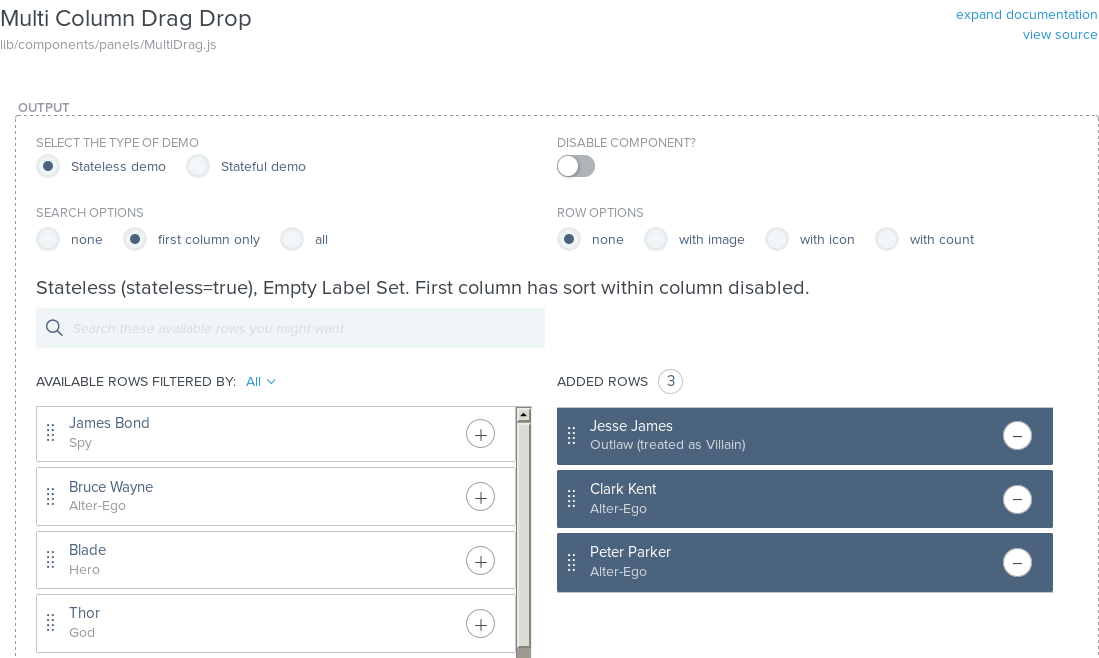 Multi Column Drag Drop
expand documentation
lib/components/panels/MultiDrag.js
view source
OUTPUT
SELECT THE TYPE OF DEMO
DISABLE COMPONENT?
Stateless demo
Stateful demo
SEARCH OPTIONS
ROW OPTIONS
none
first column only
all
none
with image
with icon
with count
Stateless (stateless=true), Empty Label Set. First column has sort within column disabled.
Search these available rows you might want
AVAILABLE ROWS FILTERED BY: All
ADDED ROWS 3
James Bond
Spy
Bruce Wayne
Alter-Ego
Blade
Hero
Thor
God
Jesse James
Outlaw (treated as Villain)
Clark Kent
Alter-Ego
Peter Parker
Alter-Ego